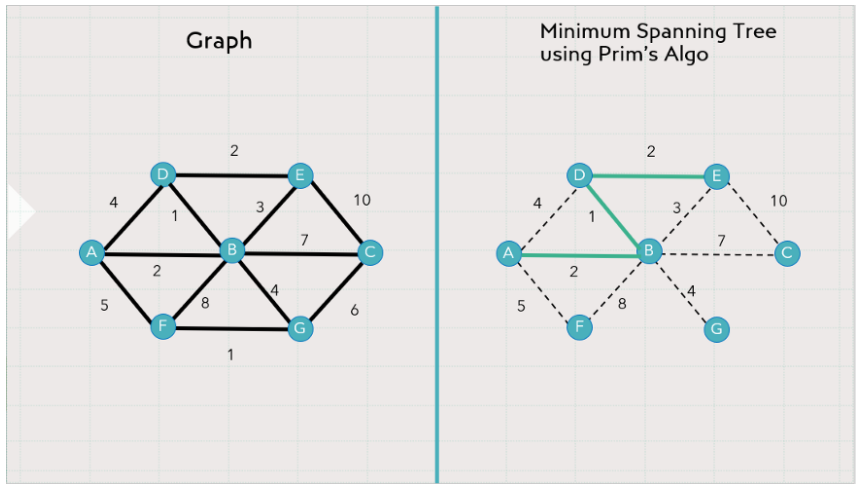 Graph
Minimum Spanning Tree
using Prim's Algo
2
D
E
4
1
3
10
A
B
7
C
2
5
8
4
6
F
G
1
2
D
E
4
1
3
10
A
B
7
C
2
5
8
4
F
G